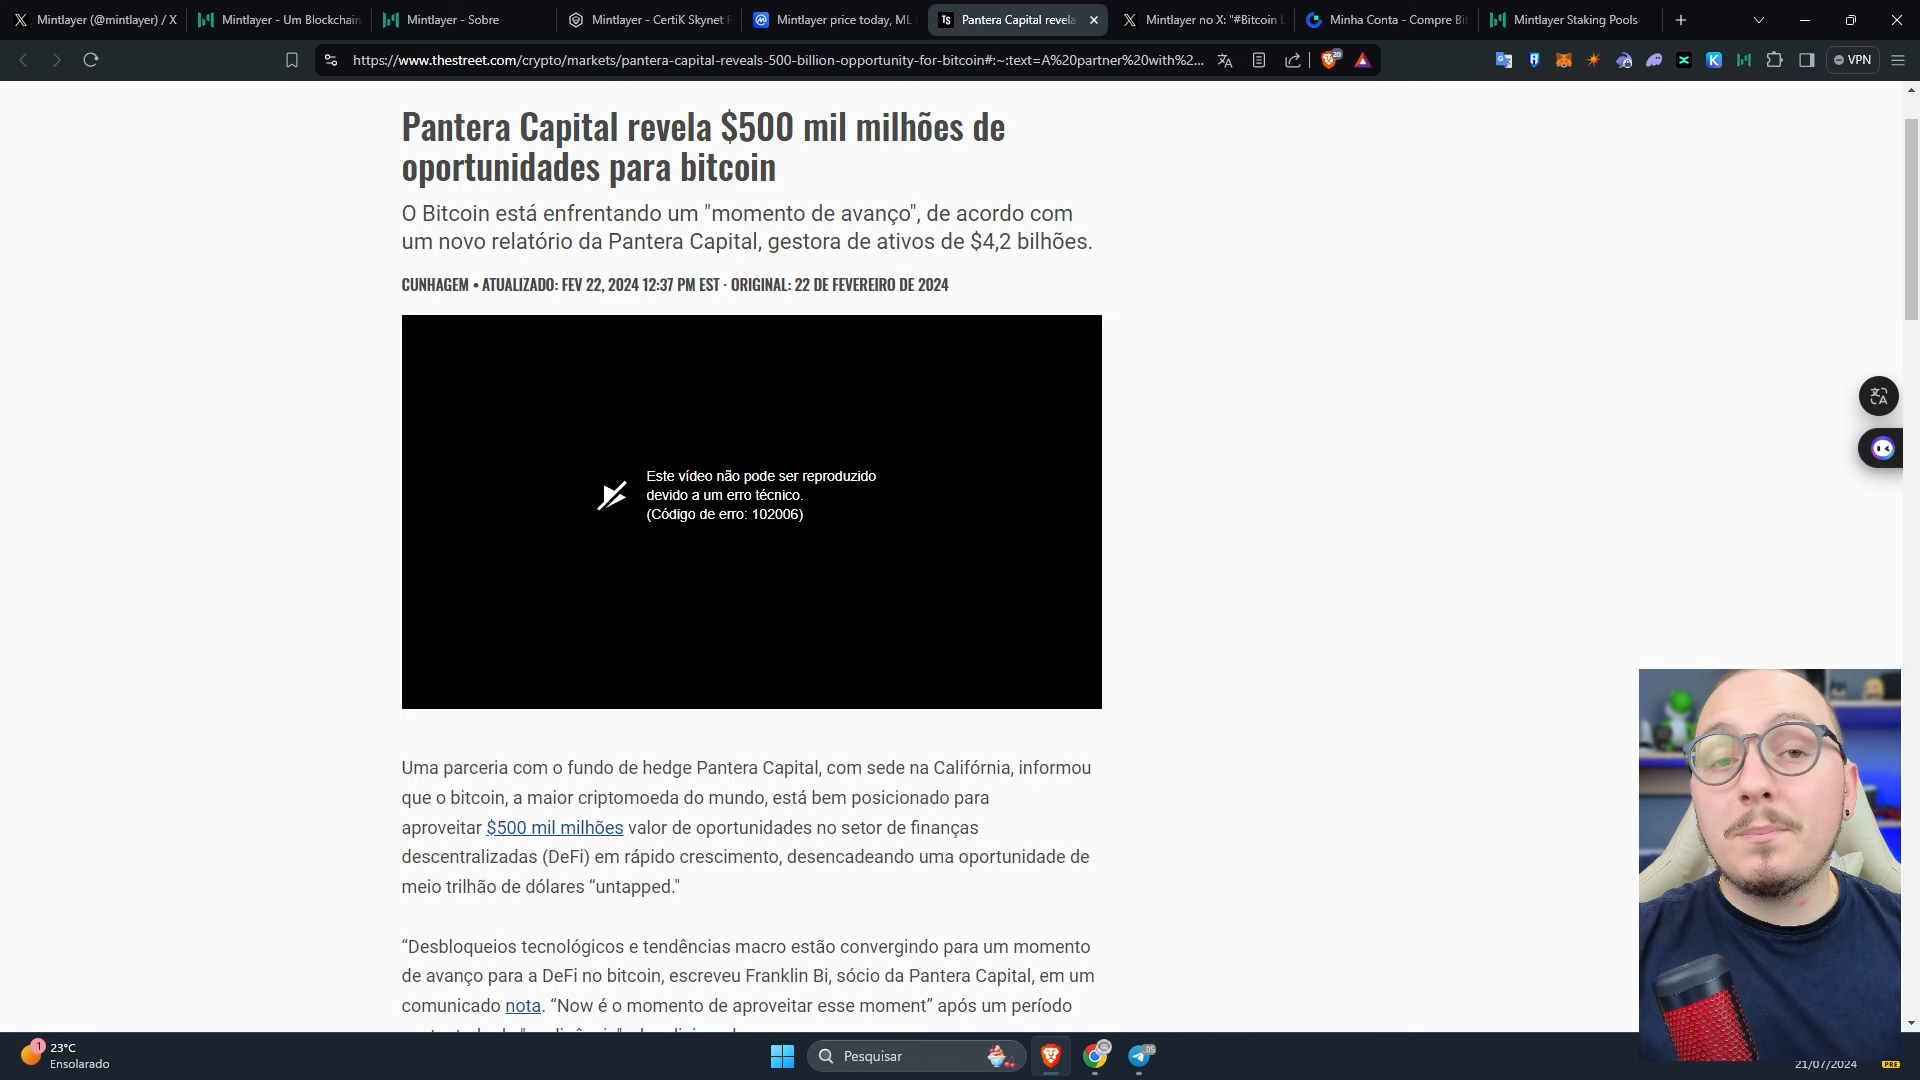 Mintlayer (@mintlayer) / X
Mintlayer - Um Blockchain
Mintlayer - Sobre
Mintlayer - CertiK Skynet
Mintlayer price today, ML
Pantera Capital revela
Mintlayer no X: "#Bitcoin
Minha Conta - Compre Bit
Mintlayer Staking Pools
https://www.thestreet.com/crypto/markets/pantera-capital-reveals-500-billion-opportunity-for-bitcoin#:~:text=A%20partner%20with%2...
20
VPN
Pantera Capital revela $500 mil milhões de
oportunidades para bitcoin
O Bitcoin está enfrentando um "momento de avanço", de acordo com
um novo relatório da Pantera Capital, gestora de ativos de $4,2 bilhões.
CUNHAGEM • ATUALIZADO: FEV 22, 2024 12:37 PM EST · ORIGINAL: 22 DE FEVEREIRO DE 2024
Este vídeo não pode ser reproduzido
devido a um erro técnico.
(Código de erro: 102006)
Uma parceria com o fundo de hedge Pantera Capital, com sede na Califórnia, informou
que o bitcoin, a maior criptomoeda do mundo, está bem posicionado para
aproveitar $500 mil milhões valor de oportunidades no setor de finanças
descentralizadas (DeFi) em rápido crescimento, desencadeando uma oportunidade de
meio trilhão de dólares “untapped."
“Desbloqueios tecnológicos e tendências macro estão convergindo para um momento
de avanço para a DeFi no bitcoin, escreveu Franklin Bi, sócio da Pantera Capital, em um
comunicado nota. “Now é o momento de aproveitar esse moment” após um período
1
23°C
Ensolarado
Pesquisar
21/07/2024
PRE